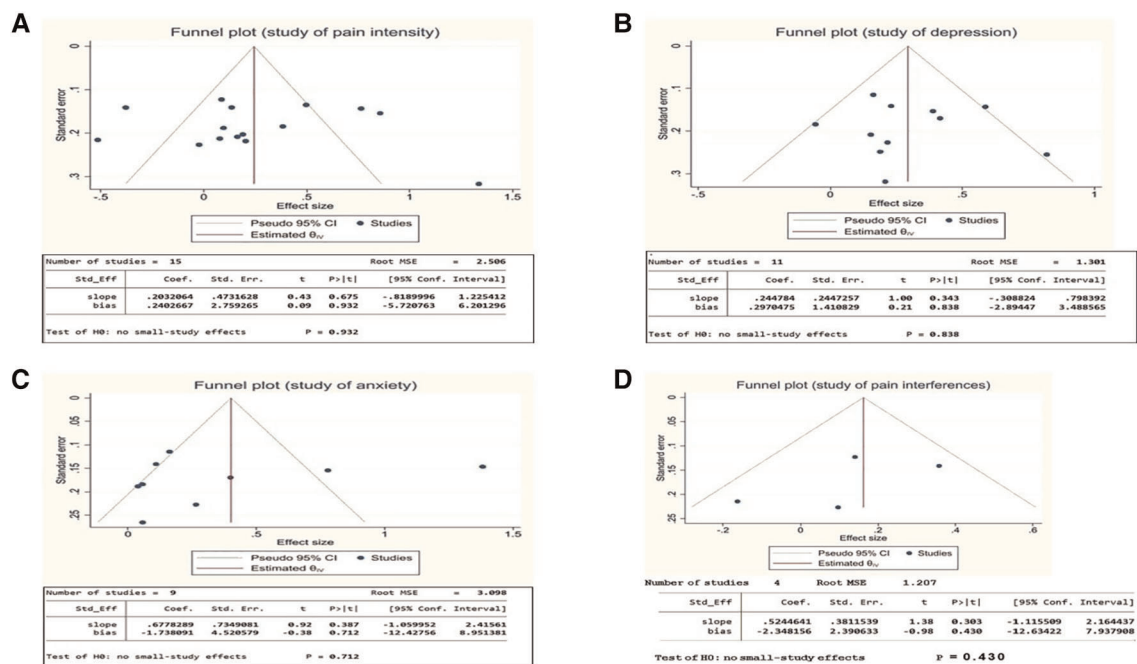 A
Funnel plot (study of pain intensity)
Standard error
0
.1
.2
.3
-.5 0 .5 1 1.5
Effect size
Pseudo 95% CI Studies
Estimated θIV
Number of studies = 15 Root MSE = 2.506
Std_Eff Coef. Std. Err. t P>|t| [95% Conf. Interval]
slope .2032064 .4731628 0.43 0.675 -.8189996 1.225412
bias .2402667 2.759265 0.09 0.932 -5.720763 6.201296
Test of H0: no small-study effects P = 0.932
B
Funnel plot (study of depression)
Standard error
0
.1
.2
.3
-.5 0 .5 1
Effect size
Pseudo 95% CI Studies
Estimated θIV
Number of studies = 11 Root MSE = 1.301
Std_Eff Coef. Std. Err. t P>|t| [95% Conf. Interval]
slope .244784 .2447257 1.00 0.343 -.308824 .798392
bias .2970475 1.410829 0.21 0.838 -2.89447 3.488565
Test of H0: no small-study effects P = 0.838
C
Funnel plot (study of anxiety)
Standard error
0
.05
.1
.15
.2
.25
0 .5 1 1.5
Effect size
Pseudo 95% CI Studies
Estimated θIV
Number of studies = 9 Root MSE = 3.098
Std_Eff Coef. Std. Err. t P>|t| [95% Conf. Interval]
slope .6778289 .7349081 0.92 0.387 -1.059952 2.41561
bias -1.738091 4.520579 -0.38 0.712 -12.42756 8.951381
Test of H0: no small-study effects P = 0.712
D
Funnel plot (study of pain interferences)
Standard error
0
.05
.1
.15
.2
.25
-.2 0 .2 .4 .6
Effect size
Pseudo 95% CI Studies
Estimated θIV
Number of studies 4 Root MSE 1.207
Std_Eff Coef. Std. Err. t P>|t| [95% Conf. Interval]
slope .5244641 .3811539 1.38 0.303 -1.115509 2.164437
bias -2.348156 2.390633 -0.98 0.430 -12.63422 7.937908
Test of H0: no small-study effects P = 0.430